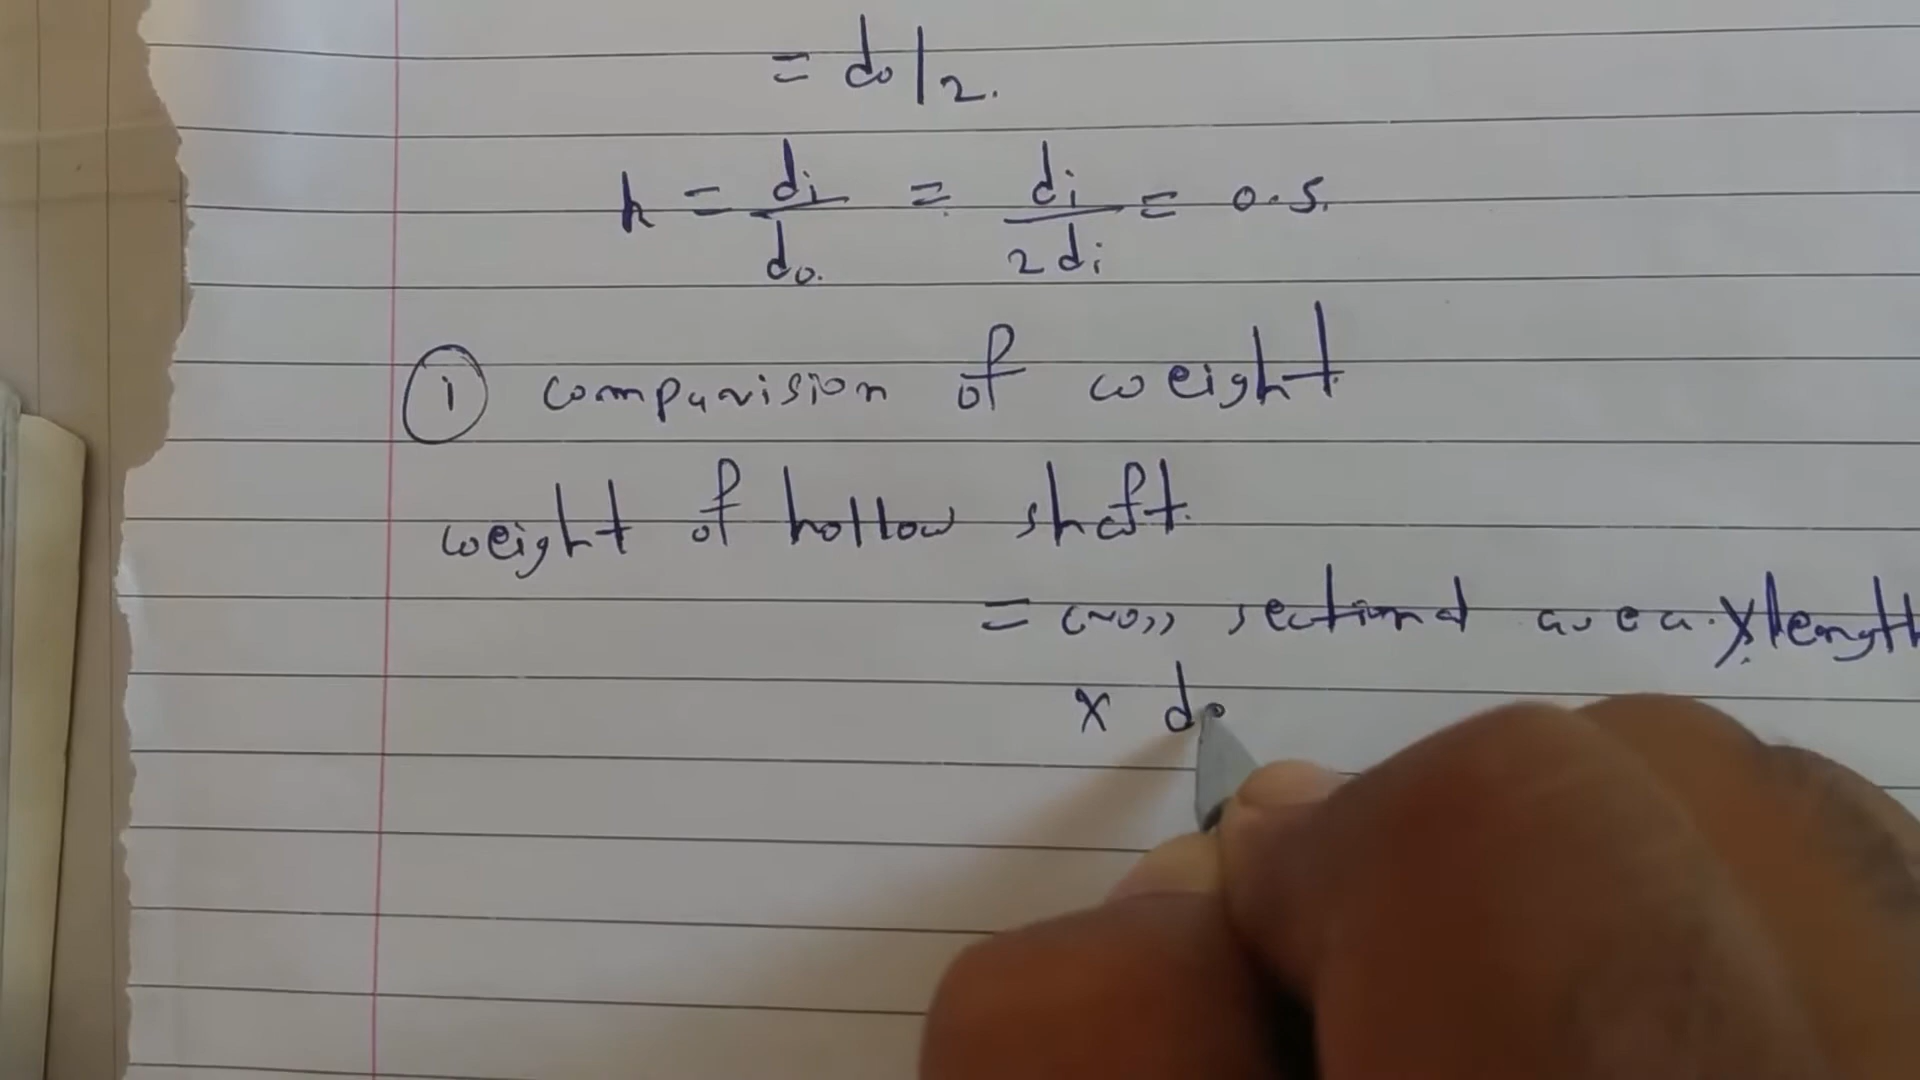 = do/2.
k = di/do. = di/2di = 0.5.
i comparision of weight
weight of hollow shaft.
= cross sectional area. x length
x de